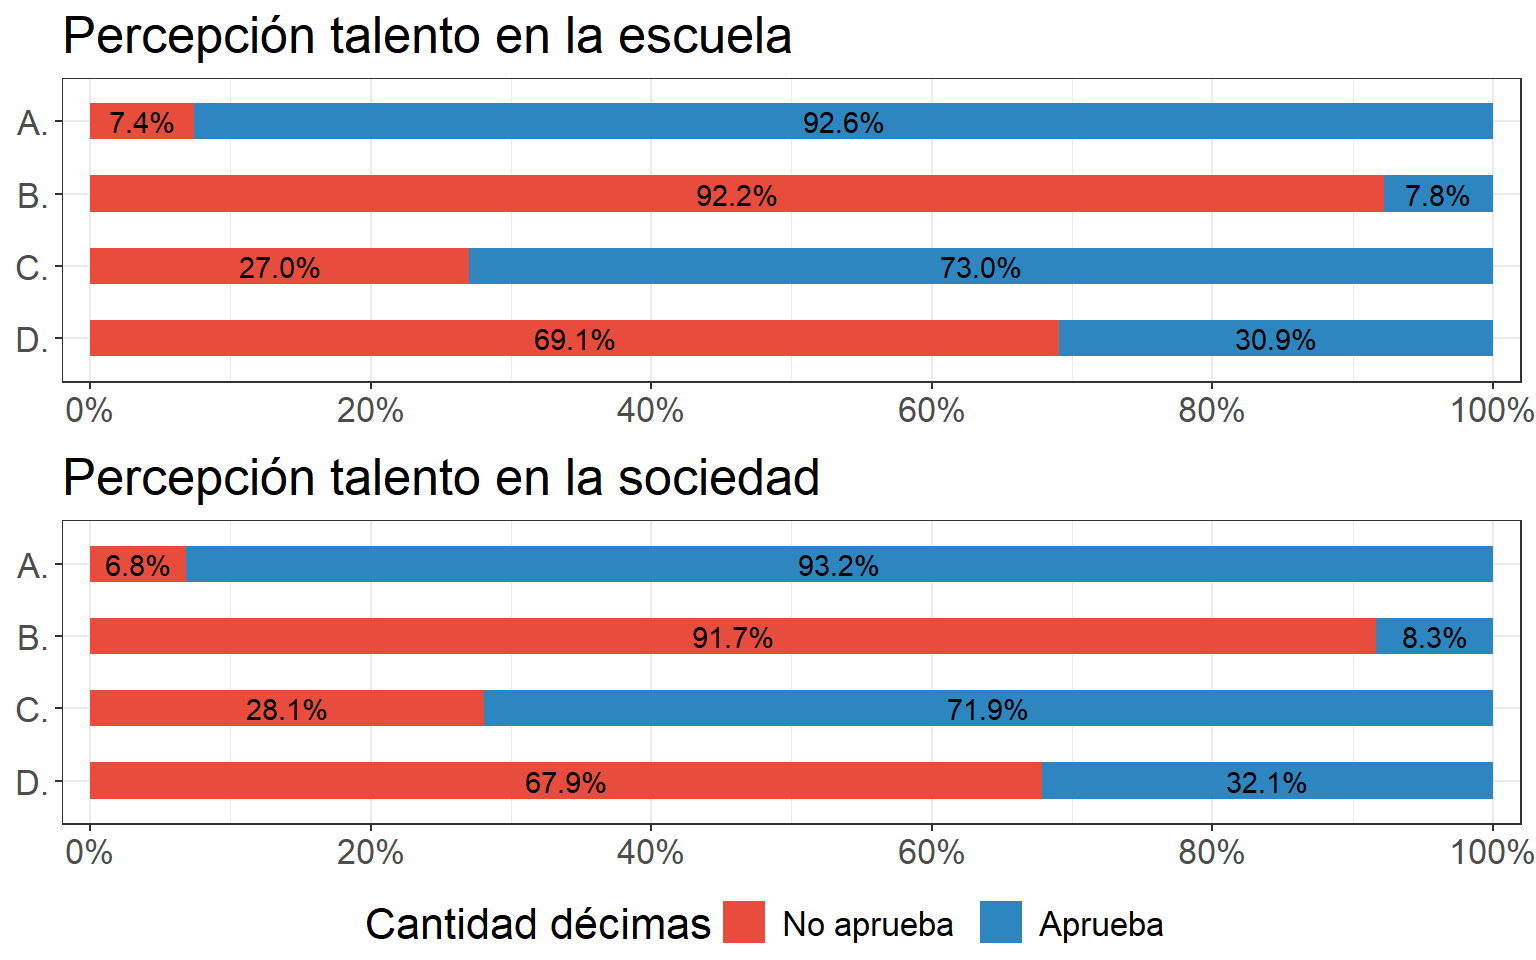 Percepción talento en la escuela
A. 7.4% 92.6%
B. 92.2% 7.8%
C. 27.0% 73.0%
D. 69.1% 30.9%
0% 20% 40% 60% 80% 100%
Percepción talento en la sociedad
A. 6.8% 93.2%
B. 91.7% 8.3%
C. 28.1% 71.9%
D. 67.9% 32.1%
0% 20% 40% 60% 80% 100%
Cantidad décimas No aprueba Aprueba